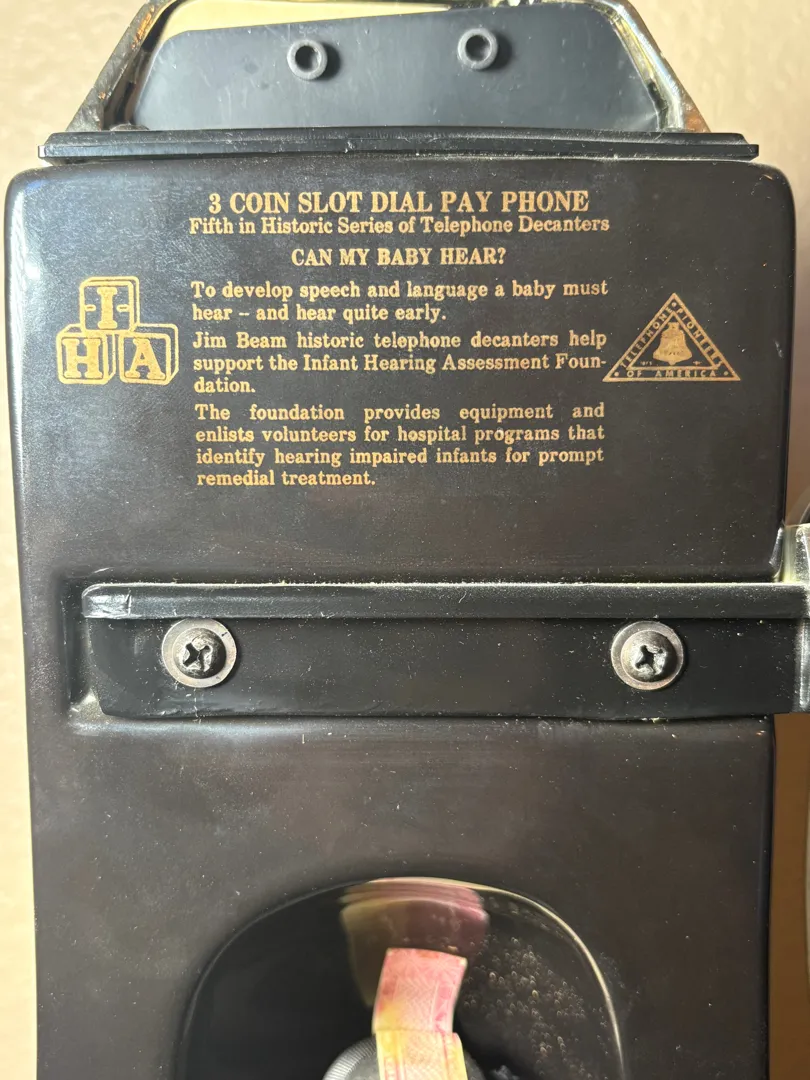 3 COIN SLOT DIAL PAY PHONE
Fifth in Historic Series of Telephone Decanters
CAN MY BABY HEAR?
To develop speech and language a baby must
hear – and hear quite early.
Jim Beam historic telephone decanters help
support the Infant Hearing Assessment Foun-
dation.
The foundation provides equipment and
enlists volunteers for hospital programs that
identify hearing impaired infants for prompt
remedial treatment.
I
H A
TELEPHONE PIONEERS
OF AMERICA